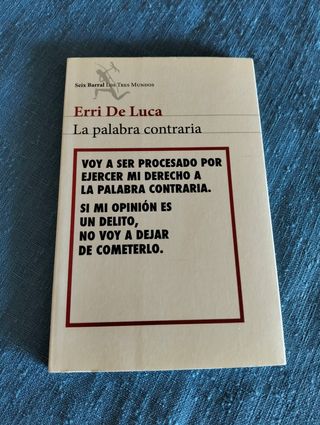 Seix Barral Los Tres Mundos
Erri De Luca
La palabra contraria
VOY A SER PROCESADO POR
EJERCER MI DERECHO A
LA PALABRA CONTRARIA.
SI MI OPINIÓN ES
UN DELITO,
NO VOY A DEJAR
DE COMETERLO.